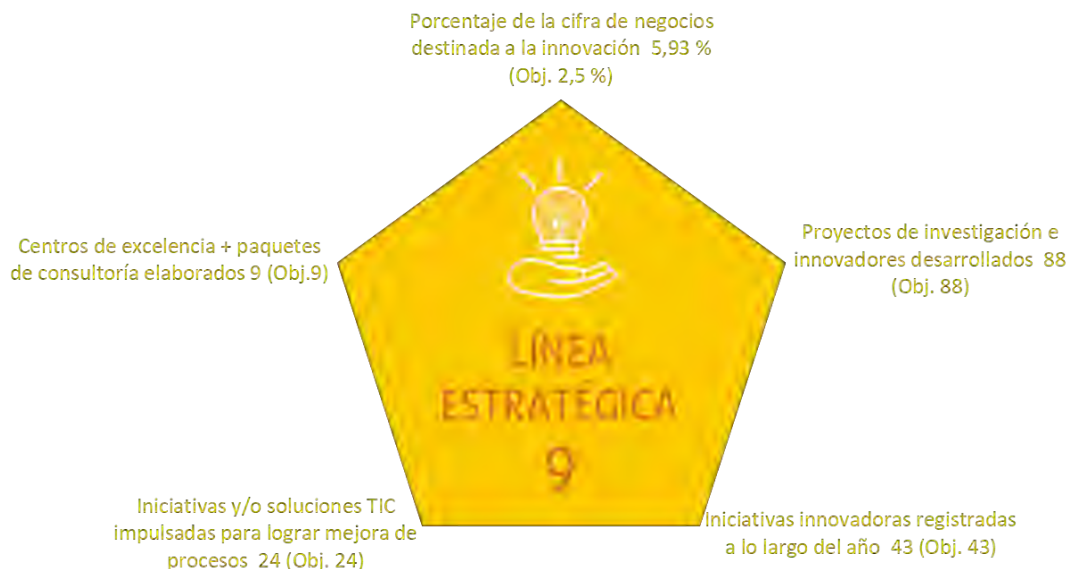 Porcentaje de la cifra de negocios
destinada a la innovación 5,93 %
(Obj. 2,5 %)
Centros de excelencia + paquetes
de consultoría elaborados 9 (Obj.9)
Proyectos de investigación e
innovadores desarrollados 88
(Obj. 88)
LÍNEA
ESTRATÉGICA
9
Iniciativas y/o soluciones TIC
impulsadas para lograr mejora de
procesos 24 (Obj. 24)
Iniciativas innovadoras registradas
a lo largo del año 43 (Obj. 43)